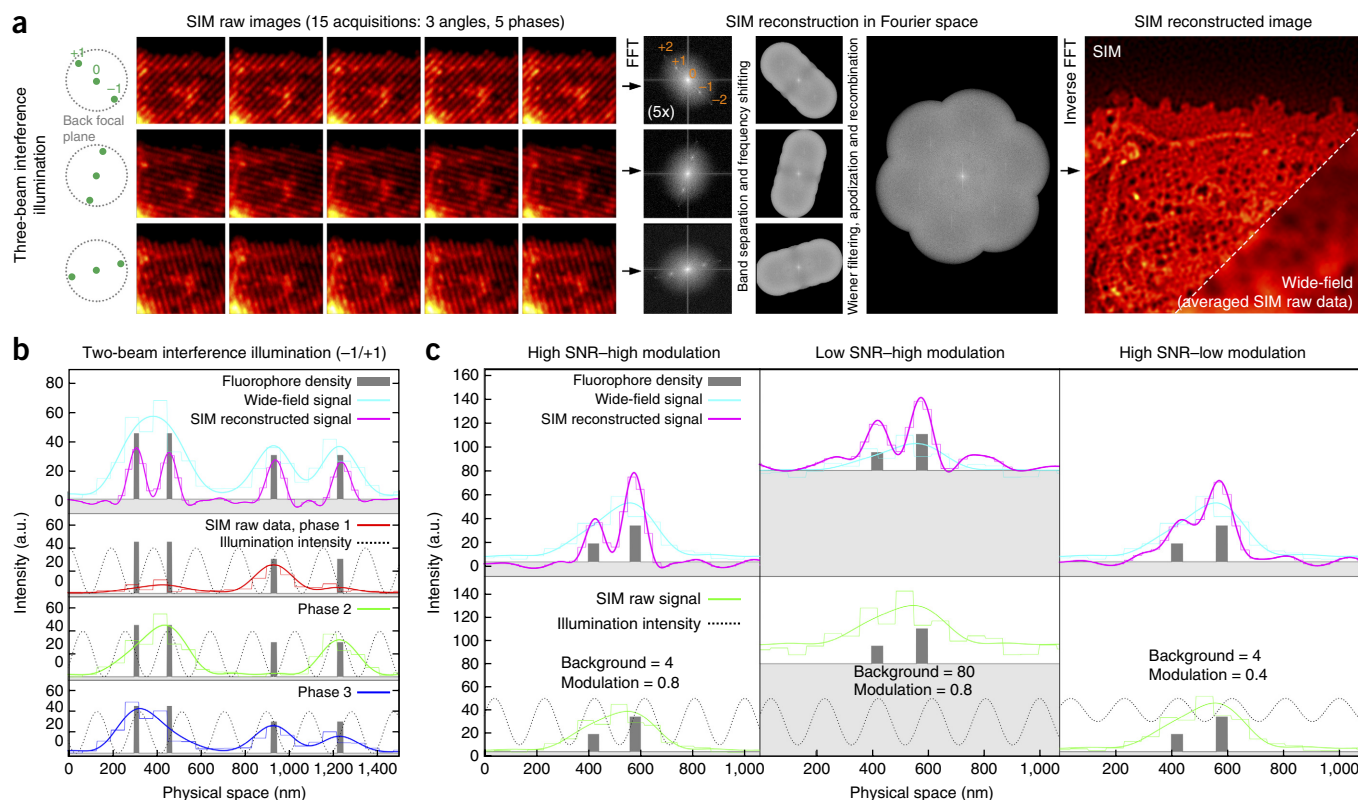 a
SIM raw images (15 acquisitions: 3 angles, 5 phases)
SIM reconstruction in Fourier space
SIM reconstructed image
Three-beam interference
illumination
+1
0
−1
Back focal
plane
FFT
+2
+1
0
−1
−2
(5x)
Band separation and frequency shifting
Wiener filtering, apodization and recombination
Inverse FFT
SIM
Wide-field
(averaged SIM raw data)
b
Two-beam interference illumination (−1/+1)
Intensity (a.u.)
80
60
40
20
0
Fluorophore density
Wide-field signal
SIM reconstructed signal
60
40
20
0
SIM raw data, phase 1
Illumination intensity
60
40
20
0
Phase 2
60
40
20
0
Phase 3
0 200 400 600 800 1,000 1,200 1,400
Physical space (nm)
c
High SNR–high modulation
Low SNR–high modulation
High SNR–low modulation
Intensity (a.u.)
160
140
120
100
80
60
40
20
0
Fluorophore density
Wide-field signal
SIM reconstructed signal
140
120
100
80
60
40
20
0
SIM raw signal
Illumination intensity
Background = 4
Modulation = 0.8
Background = 80
Modulation = 0.8
Background = 4
Modulation = 0.4
0 200 400 600 800 1,000
200 400 600 800 1,000
200 400 600 800 1,000
Physical space (nm)